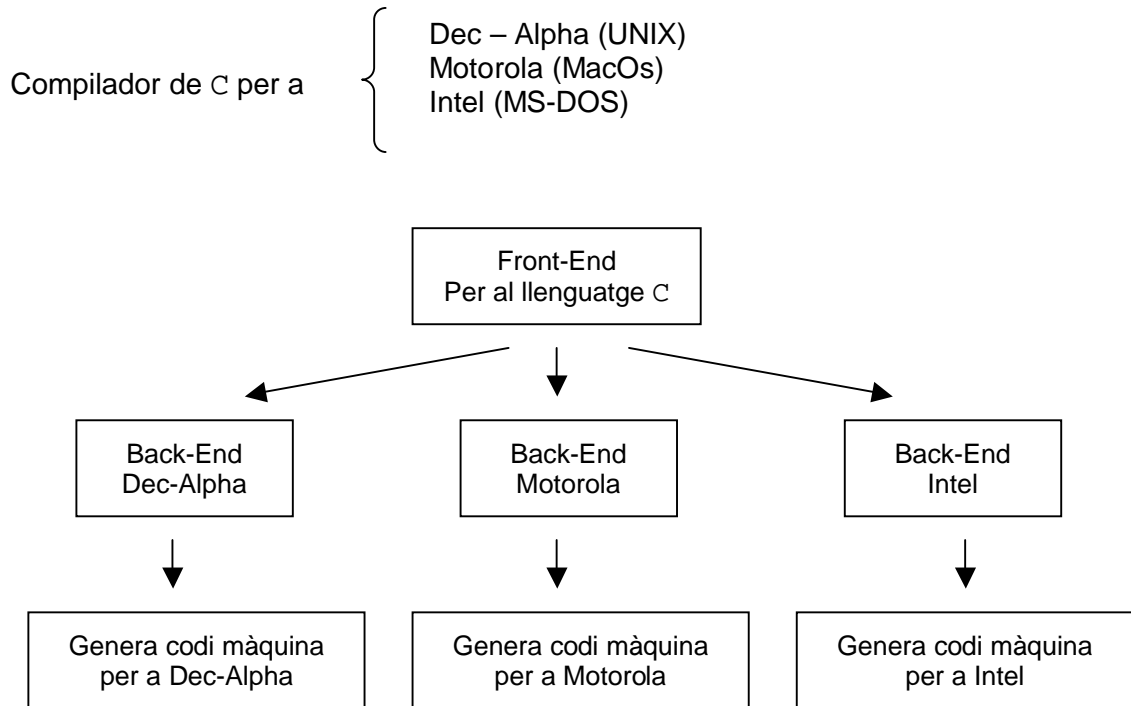 Compilador de C per a
Dec – Alpha (UNIX)
Motorola (MacOs)
Intel (MS-DOS)
Front-End
Per al llenguatge C
Back-End
Dec-Alpha
Back-End
Motorola
Back-End
Intel
Genera codi màquina
per a Dec-Alpha
Genera codi màquina
per a Motorola
Genera codi màquina
per a Intel